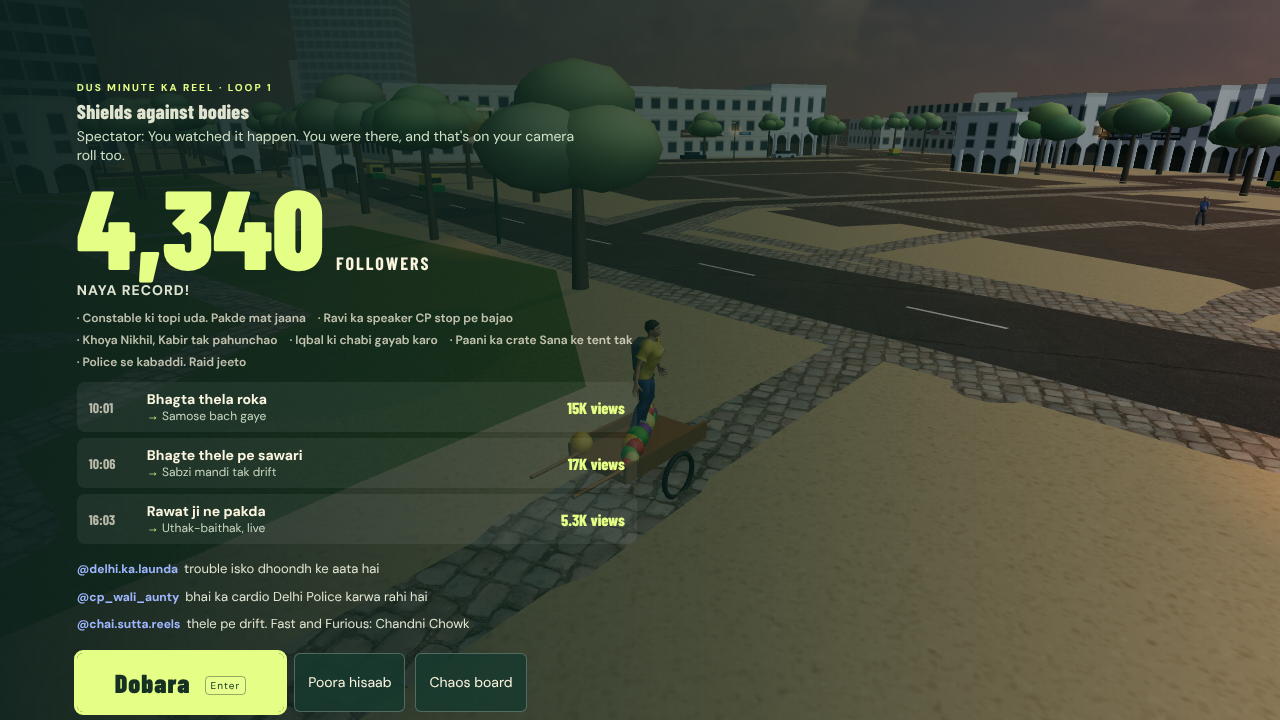 DUS MINUTE KA REEL · LOOP 1
Shields against bodies
Spectator: You watched it happen. You were there, and that's on your camera
roll too.
4,340 FOLLOWERS
NAYA RECORD!
· Constable ki topi uda. Pakde mat jaana · Ravi ka speaker CP stop pe bajao
· Khoya Nikhil, Kabir tak pahunchao · Iqbal ki chabi gayab karo · Paani ka crate Sana ke tent tak
· Police se kabaddi. Raid jeeto
10:01 Bhagta thela roka 15K views
→ Samose bach gaye
10:06 Bhagte thele pe sawari 17K views
→ Sabzi mandi tak drift
16:03 Rawat ji ne pakda 5.3K views
→ Uthak-baithak, live
@delhi.ka.launda trouble isko dhoondh ke aata hai
@cp_wali_aunty bhai ka cardio Delhi Police karwa rahi hai
@chai.sutta.reels thele pe drift. Fast and Furious: Chandni Chowk
Dobara Enter Poora hisaab Chaos board